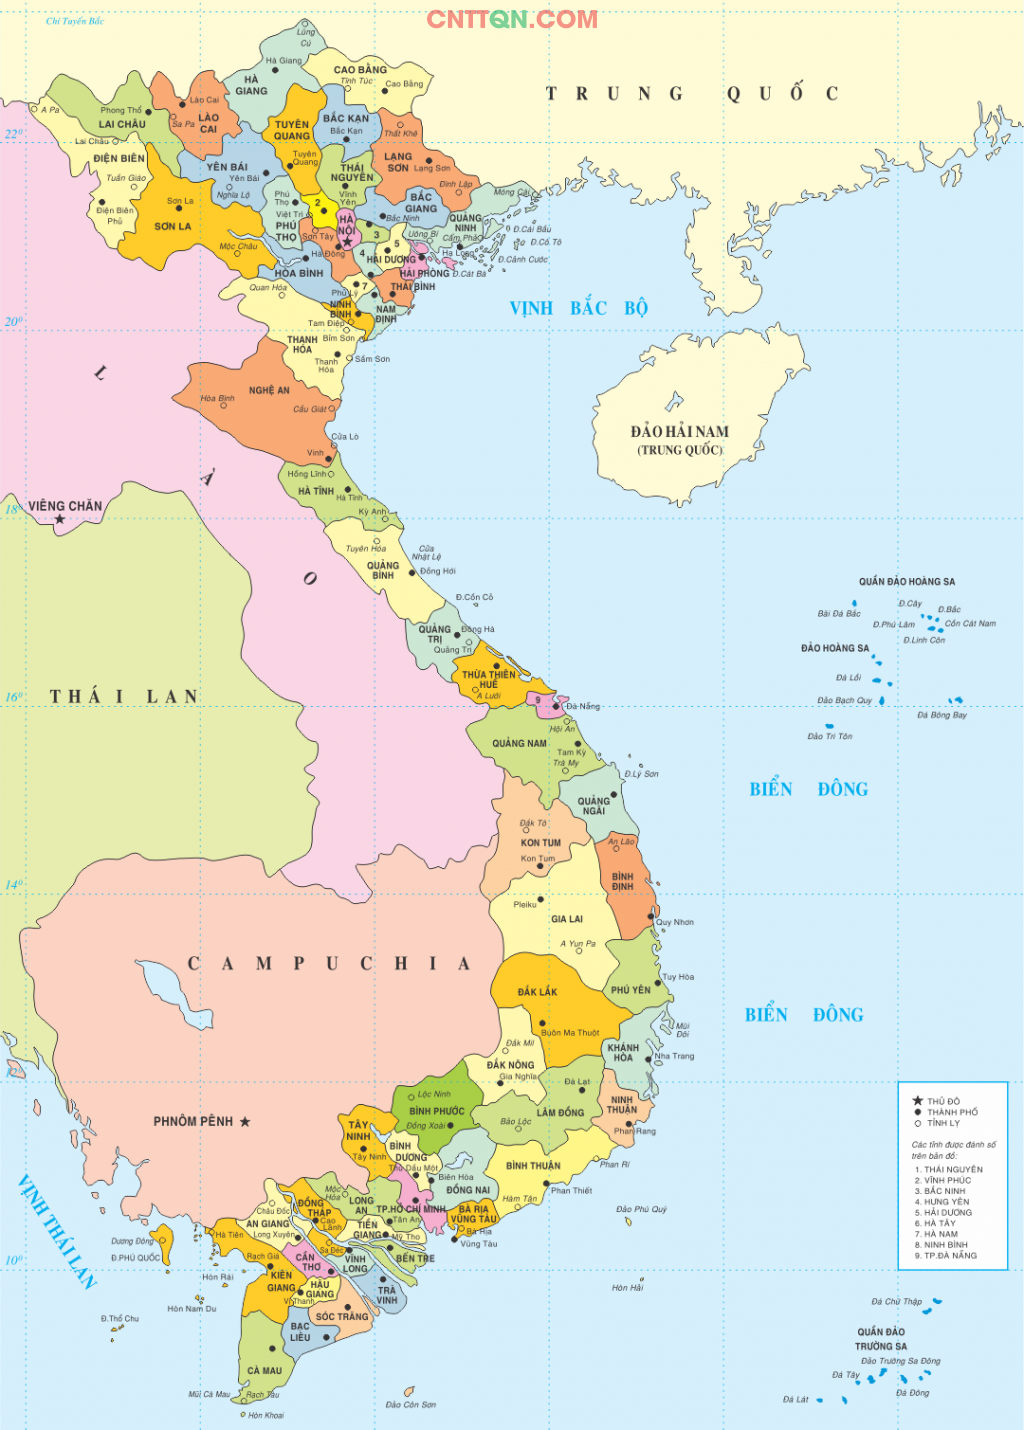 CNTTQN.COM
Chí Tuyến Bắc
Lũng
Cú
TRUNG QUỐC
Hà Giang
HÀ
GIANG
CAO BẰNG
Tĩnh Túc
Cao Bằng
A Pa
Phong Thổ
LAI CHÂU
Lào Cai
Sa Pa
LÀO
CAI
TUYÊN
QUANG
BẮC KẠN
Bắc Kạn
Thất Khê
22°
Lai Châu
ĐIỆN BIÊN
Tuần Giáo
YÊN BÁI
Yên Bái
Nghĩa Lộ
Tuyên
Quang
THÁI
NGUYÊN
Vĩnh
Yên
LẠNG
SƠN
Lạng Sơn
Đình Lập
Móng Cái
Điện Biên
Phủ
Sơn La
SƠN LA
Phú
Thọ
Việt Trì
PHÚ
THỌ
2
HÀ
NỘI
BẮC
GIANG
Bắc Ninh
3
QUẢNG
NINH
Cẩm Phả
Uông Bí
Hạ Long
Đ.Cái Bầu
Đ.Cô Tô
Đ.Cảnh Cước
Đ.Cát Bà
Mộc Châu
Sơn Tây
Hà Đông
4
5
HẢI DƯƠNG
HẢI PHÒNG
HÒA BÌNH
Phủ Lý
7
THÁI BÌNH
Quan Hóa
NINH
BÌNH
NAM
ĐỊNH
VỊNH BẮC BỘ
20°
Tam Điệp
Bỉm Sơn
THANH
HÓA
Thanh
Hóa
Sầm Sơn
L
À
O
NGHỆ AN
Hòa Bình
Cầu Giát
Cửa Lò
Vinh
ĐẢO HẢI NAM
(TRUNG QUỐC)
Hồng Lĩnh
HÀ TĨNH
Hà Tĩnh
Kỳ Anh
VIÊNG CHĂN
18°
Tuyên Hóa
QUẢNG
BÌNH
Cửa
Nhật Lệ
Đồng Hới
Đ.Cồn Cỏ
QUẦN ĐẢO HOÀNG SA
Bãi Đá Bắc
Đ.Cây
Đ.Bắc
Đ.Phú Lâm
Cồn Cát Nam
Đ.Linh Côn
QUẢNG
TRỊ
Đông Hà
Quảng Trị
ĐẢO HOÀNG SA
Đá Lồi
Đảo Bạch Quy
Đá Bông Bay
Đảo Tri Tôn
THỪA THIÊN
HUẾ
A Lưới
THÁI LAN
16°
9
Đà Nẵng
Hội An
QUẢNG NAM
Tam Kỳ
Trà My
Đ.Lý Sơn
BIỂN ĐÔNG
QUẢNG
NGÃI
Đắk Tô
KON TUM
Kon Tum
An Lão
BÌNH
ĐỊNH
14°
Pleiku
GIA LAI
Quy Nhơn
A Yun Pa
CAMPUCHIA
Tuy Hòa
PHÚ YÊN
ĐẮK LẮK
BIỂN ĐÔNG
Buôn Ma Thuột
Mũi
Đôi
KHÁNH
HÒA
Nha Trang
Đắk Mil
ĐẮK NÔNG
Gia Nghĩa
12°
Đà Lạt
LÂM ĐỒNG
Bảo Lộc
NINH
THUẬN
Phan Rang
Lộc Ninh
BÌNH PHƯỚC
Đồng Xoài
PHNÔM PÊNH
TÂY
NINH
Tây Ninh
BÌNH
DƯƠNG
Thủ Dầu Một
Biên Hòa
ĐỒNG NAI
BÌNH THUẬN
Phan Rí
Phan Thiết
Hàm Tân
VỊNH THÁI LAN
Mộc
Hóa
LONG
AN
TP.HỒ CHÍ MINH
Tân An
BÀ RỊA
VŨNG TÀU
Bà Rịa
Vũng Tàu
Đảo Phú Quý
Châu Đốc
AN GIANG
Long Xuyên
ĐỒNG
THÁP
Cao
Lãnh
TIỀN
GIANG
Mỹ Tho
Dương Đông
Đ.PHÚ QUỐC
Hà Tiên
10°
Rạch Giá
Sa Đéc
CẦN
THƠ
VĨNH
LONG
BẾN TRE
Hòn Rái
KIÊN
GIANG
HẬU
GIANG
Vị Thanh
TRÀ
VINH
Hòn Hải
Hòn Nam Du
Đ.Thổ Chu
SÓC TRĂNG
BẠC
LIÊU
CÀ MAU
Mũi Cà Mau
Rạch Tàu
Hòn Khoai
Đảo Côn Sơn
THỦ ĐÔ
THÀNH PHỐ
TỈNH LỴ
Các tỉnh được đánh số
trên bản đồ:
1. THÁI NGUYÊN
2. VĨNH PHÚC
3. BẮC NINH
4. HƯNG YÊN
5. HẢI DƯƠNG
6. HÀ TÂY
7. HÀ NAM
8. NINH BÌNH
9. TP.ĐÀ NẴNG
Đá Chữ Thập
QUẦN ĐẢO
TRƯỜNG SA
Đảo Trường Sa Đông
Đá Tây
Đá Đông
Đá Lát